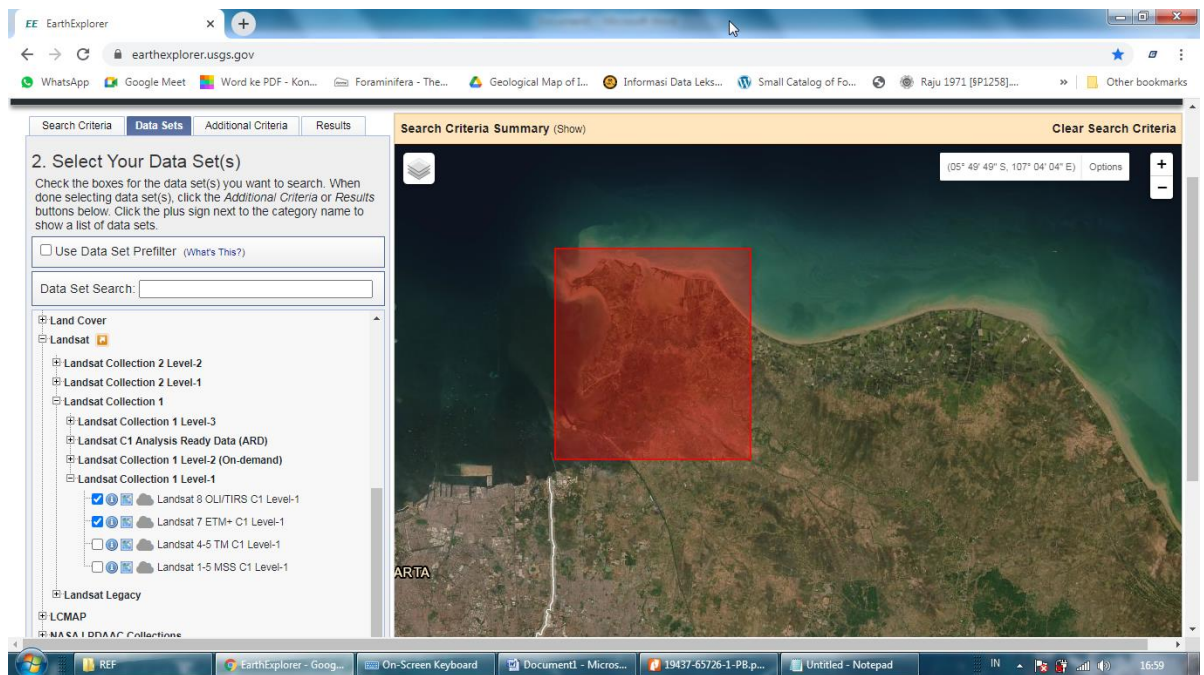 EE EarthExplorer
earthexplorer.usgs.gov
WhatsApp Google Meet Word ke PDF - Kon... Foraminifera - The... Geological Map of I... Informasi Data Leks... Small Catalog of Fo... Raju 1971 [§P1258].... » Other bookmarks
Search Criteria Data Sets Additional Criteria Results
Search Criteria Summary (Show) Clear Search Criteria
2. Select Your Data Set(s)
Check the boxes for the data set(s) you want to search. When
done selecting data set(s), click the Additional Criteria or Results
buttons below. Click the plus sign next to the category name to
show a list of data sets.
(05° 49' 49" S, 107° 04' 04" E) Options
Use Data Set Prefilter (What's This?)
Data Set Search:
Land Cover
Landsat
Landsat Collection 2 Level-2
Landsat Collection 2 Level-1
Landsat Collection 1
Landsat Collection 1 Level-3
Landsat C1 Analysis Ready Data (ARD)
Landsat Collection 1 Level-2 (On-demand)
Landsat Collection 1 Level-1
Landsat 8 OLI/TIRS C1 Level-1
Landsat 7 ETM+ C1 Level-1
Landsat 4-5 TM C1 Level-1
Landsat 1-5 MSS C1 Level-1
ARTA
Landsat Legacy
LCMAP
NASA LPDAAC Collections
REF EarthExplorer - Goog... On-Screen Keyboard Document1 - Micros... 19437-65726-1-PB.p... Untitled - Notepad IN 16:59